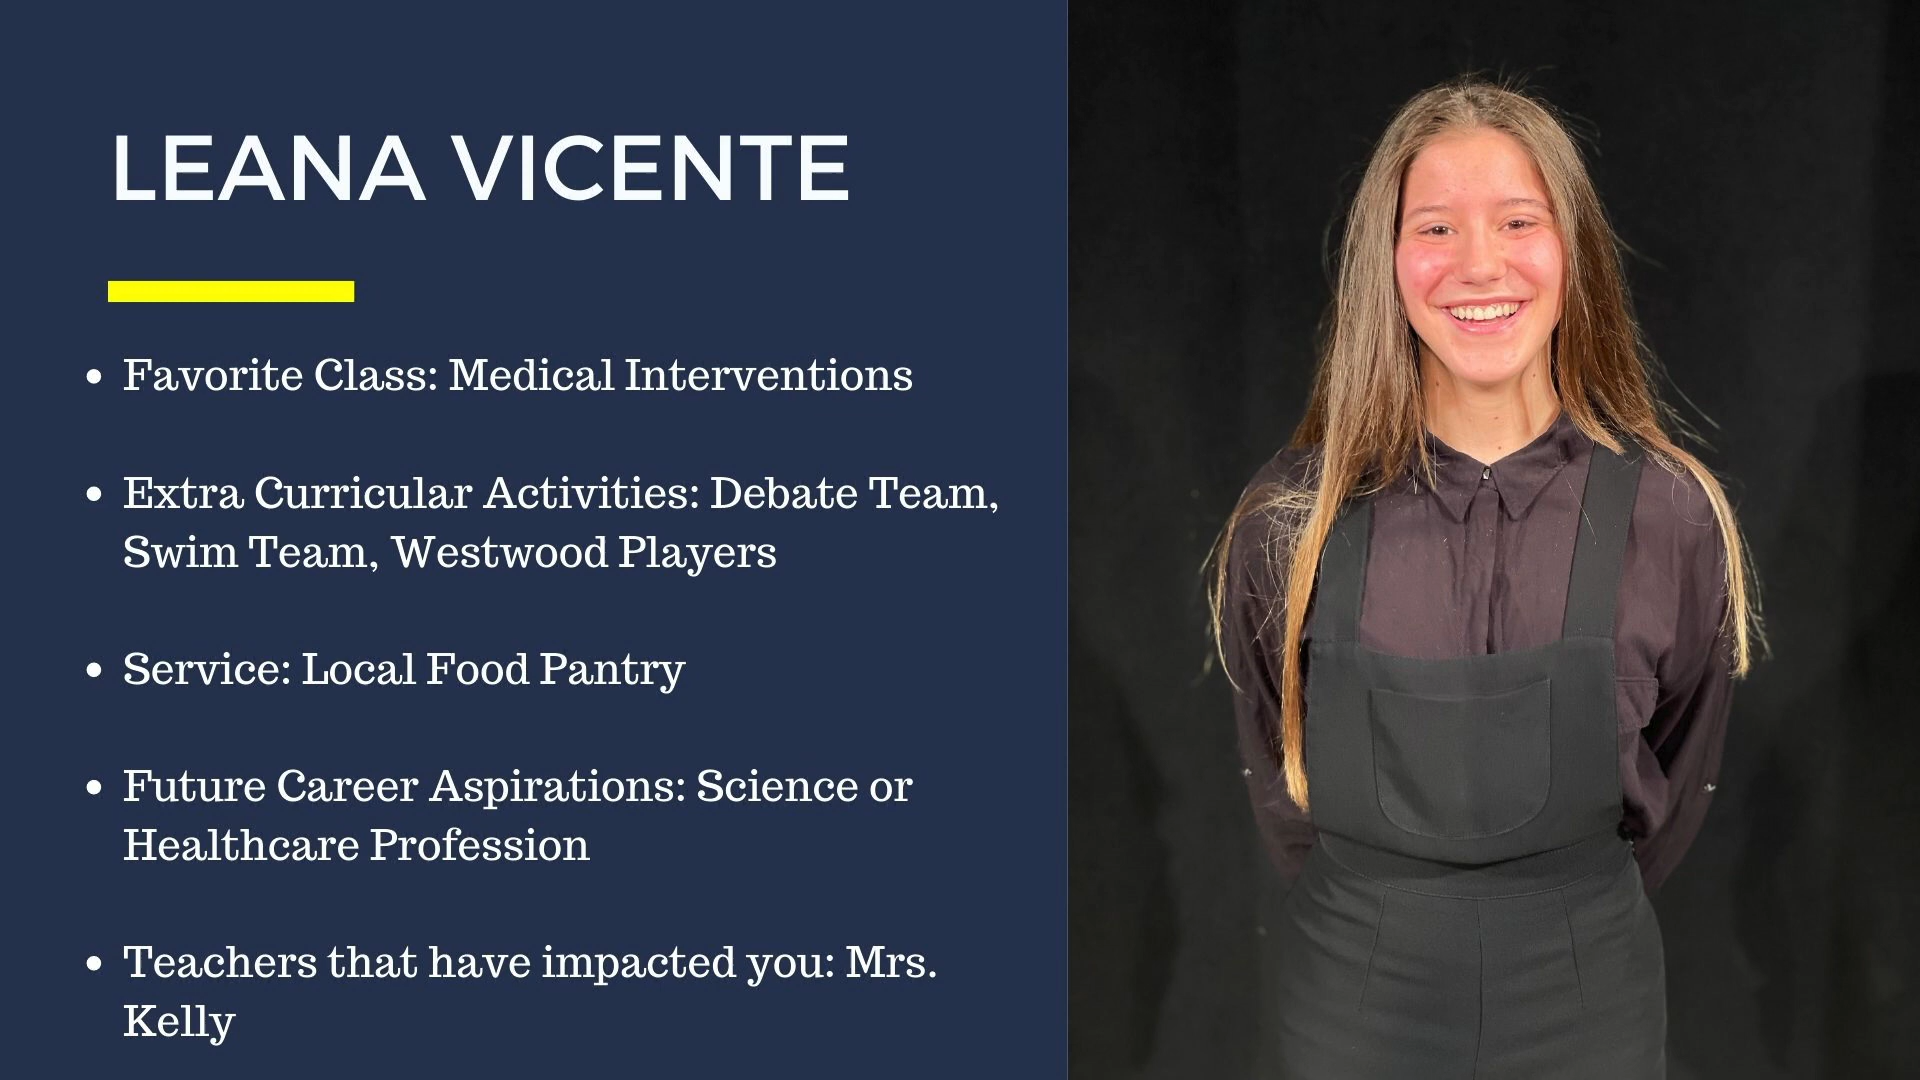 LEANA VICENTE
• Favorite Class: Medical Interventions
• Extra Curricular Activities: Debate Team,
Swim Team, Westwood Players
• Service: Local Food Pantry
• Future Career Aspirations: Science or
Healthcare Profession
• Teachers that have impacted you: Mrs.
Kelly